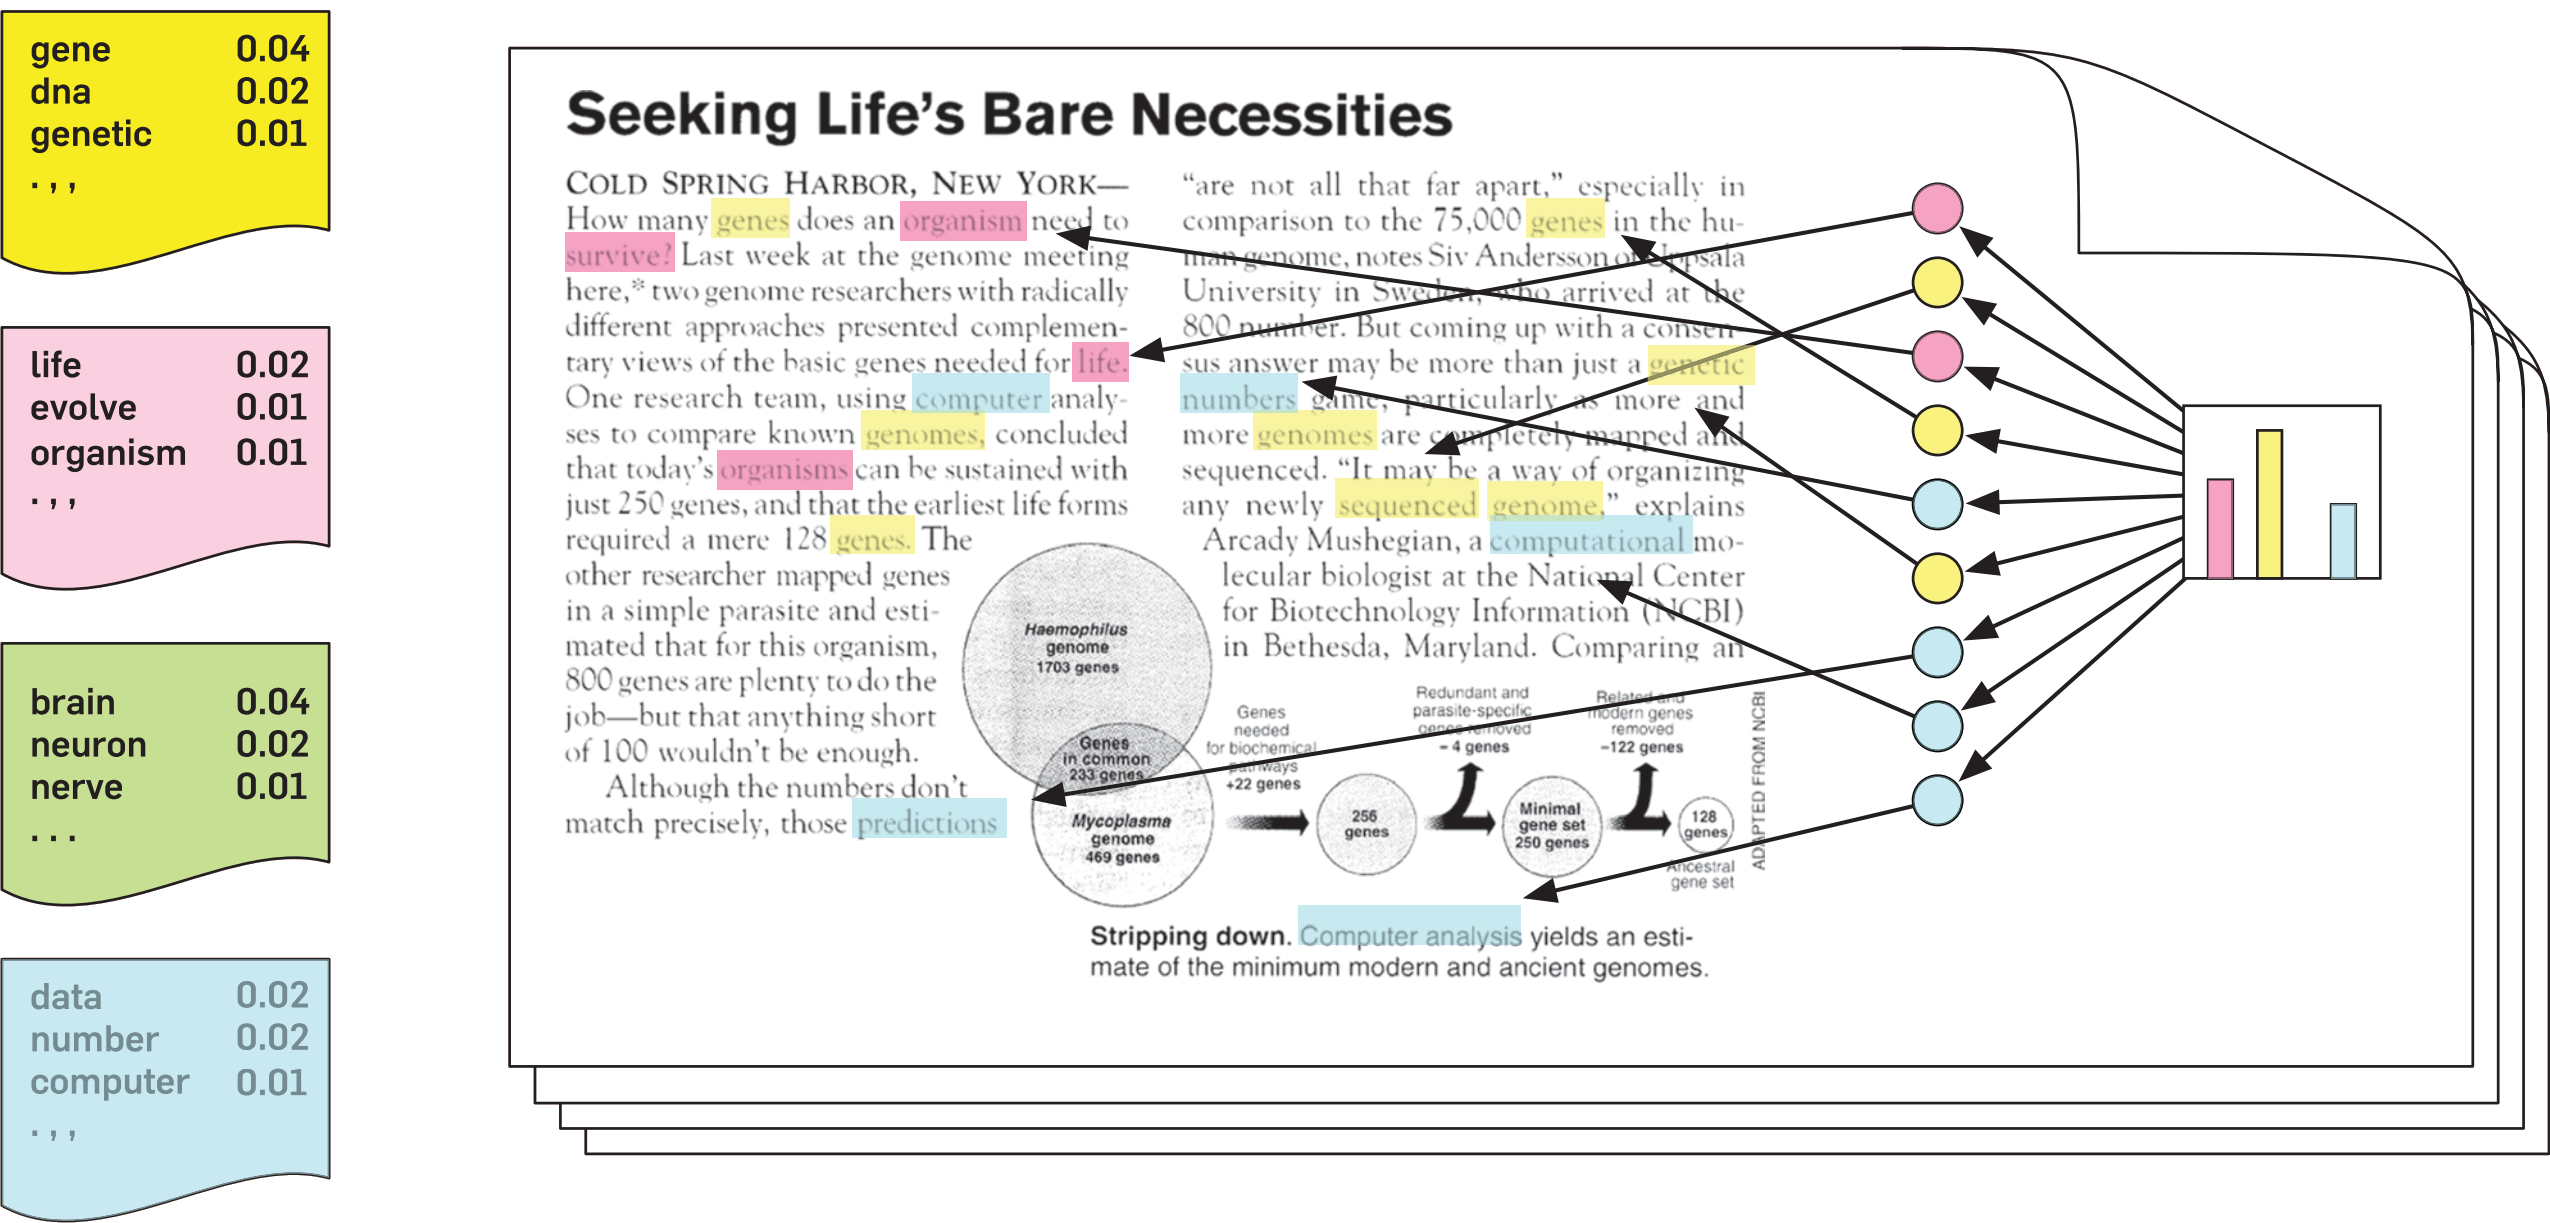 gene 0.04
dna 0.02
genetic 0.01
. , ,
life 0.02
evolve 0.01
organism 0.01
. , ,
brain 0.04
neuron 0.02
nerve 0.01
. . .
data 0.02
number 0.02
computer 0.01
. , ,
Seeking Life's Bare Necessities
COLD SPRING HARBOR, NEW YORK—
How many genes does an organism need to
survive? Last week at the genome meeting
here,* two genome researchers with radically
different approaches presented complemen-
tary views of the basic genes needed for life.
One research team, using computer analy-
ses to compare known genomes, concluded
that today's organisms can be sustained with
just 250 genes, and that the earliest life forms
required a mere 128 genes. The
other researcher mapped genes
in a simple parasite and esti-
mated that for this organism,
800 genes are plenty to do the
job—but that anything short
of 100 wouldn't be enough.
Although the numbers don't
match precisely, those predictions
"are not all that far apart," especially in
comparison to the 75,000 genes in the hu-
man genome, notes Siv Andersson of Uppsala
University in Sweden, who arrived at the
800 number. But coming up with a consen-
sus answer may be more than just a genetic
numbers game, particularly as more and
more genomes are completely mapped and
sequenced. "It may be a way of organizing
any newly sequenced genome," explains
Arcady Mushegian, a computational mo-
lecular biologist at the National Center
for Biotechnology Information (NCBI)
in Bethesda, Maryland. Comparing an
Haemophilus
genome
1703 genes
Genes
in common
233 genes
Mycoplasma
genome
469 genes
Genes
needed
for biochemical
pathways
+22 genes
256
genes
Redundant and
parasite-specific
genes removed
– 4 genes
Minimal
gene set
250 genes
Related and
modern genes
removed
–122 genes
128
genes
Ancestral
gene set
ADAPTED FROM NCBI
Stripping down. Computer analysis yields an esti-
mate of the minimum modern and ancient genomes.